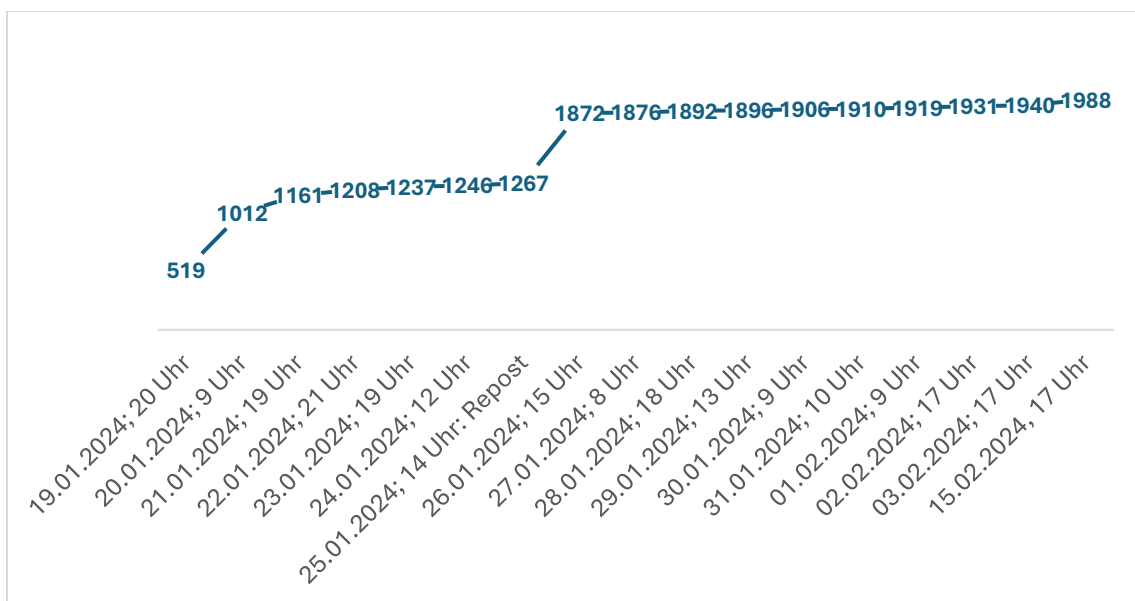 519
1012
1161
1208
1237
1246
1267
1872
1876
1892
1896
1906
1910
1919
1931
1940
1988
19.01.2024; 20 Uhr
20.01.2024; 9 Uhr
21.01.2024; 19 Uhr
22.01.2024; 21 Uhr
23.01.2024; 19 Uhr
24.01.2024; 12 Uhr
25.01.2024; 14 Uhr: Repost
26.01.2024; 15 Uhr
27.01.2024; 8 Uhr
28.01.2024; 18 Uhr
29.01.2024; 13 Uhr
30.01.2024; 9 Uhr
31.01.2024; 10 Uhr
01.02.2024; 9 Uhr
02.02.2024; 17 Uhr
03.02.2024; 17 Uhr
15.02.2024, 17 Uhr